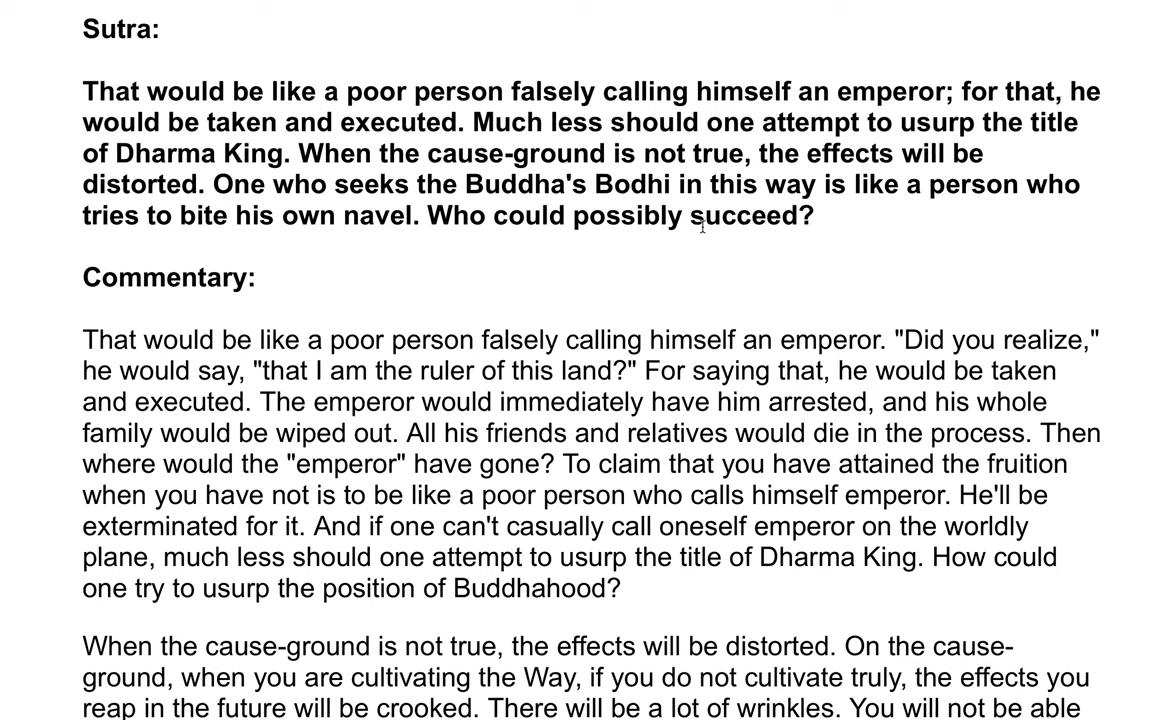 Sutra:
That would be like a poor person falsely calling himself an emperor; for that, he
would be taken and executed. Much less should one attempt to usurp the title
of Dharma King. When the cause-ground is not true, the effects will be
distorted. One who seeks the Buddha's Bodhi in this way is like a person who
tries to bite his own navel. Who could possibly succeed?
Commentary:
That would be like a poor person falsely calling himself an emperor. "Did you realize,"
he would say, "that I am the ruler of this land?" For saying that, he would be taken
and executed. The emperor would immediately have him arrested, and his whole
family would be wiped out. All his friends and relatives would die in the process. Then
where would the "emperor" have gone? To claim that you have attained the fruition
when you have not is to be like a poor person who calls himself emperor. He'll be
exterminated for it. And if one can't casually call oneself emperor on the worldly
plane, much less should one attempt to usurp the title of Dharma King. How could
one try to usurp the position of Buddhahood?
When the cause-ground is not true, the effects will be distorted. On the cause-
ground, when you are cultivating the Way, if you do not cultivate truly, the effects you
reap in the future will be crooked. There will be a lot of wrinkles. You will not be able